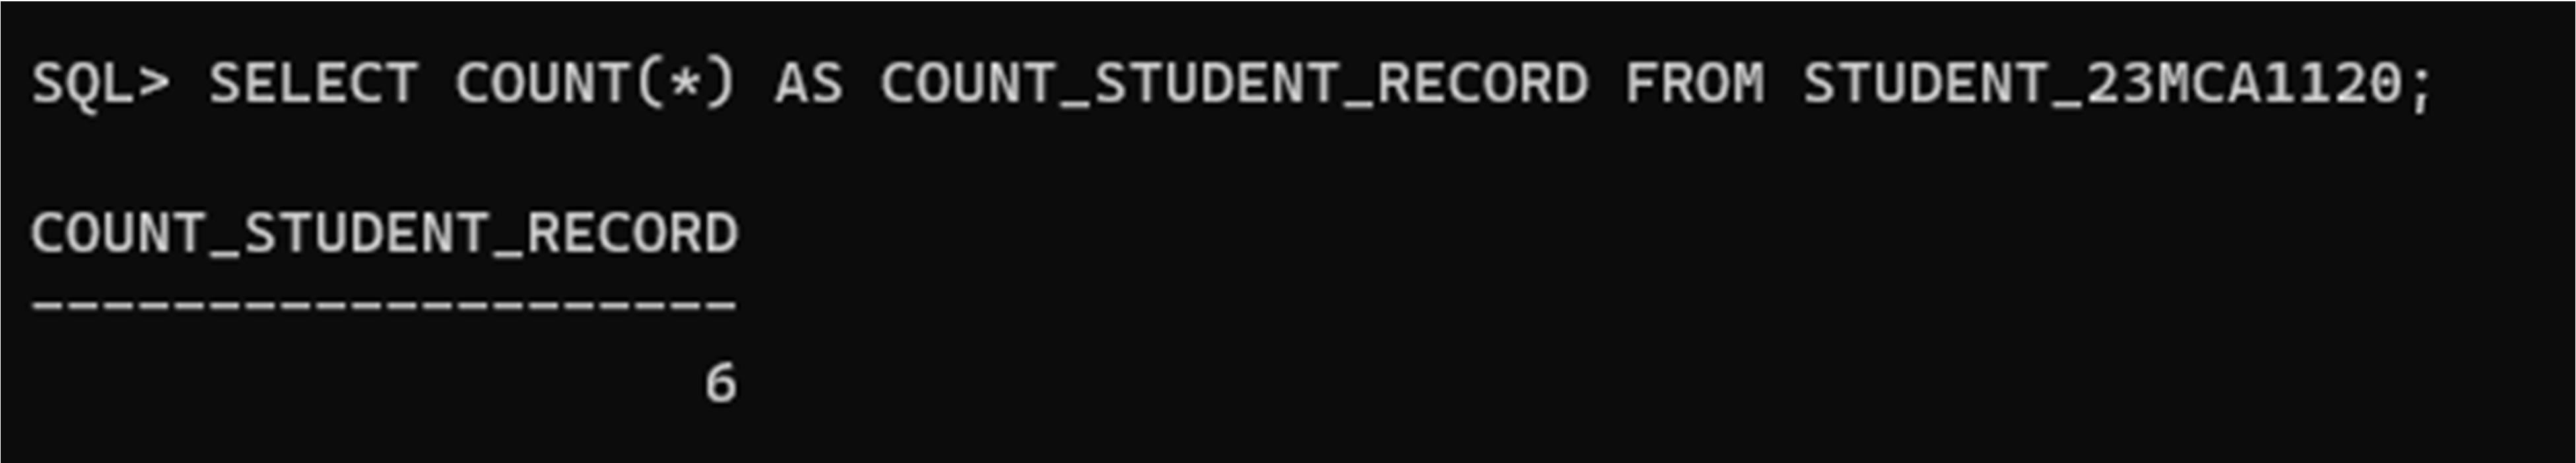 SQL> SELECT COUNT(*) AS COUNT_STUDENT_RECORD FROM STUDENT_23MCA1120;
COUNT_STUDENT_RECORD
--------------------
6